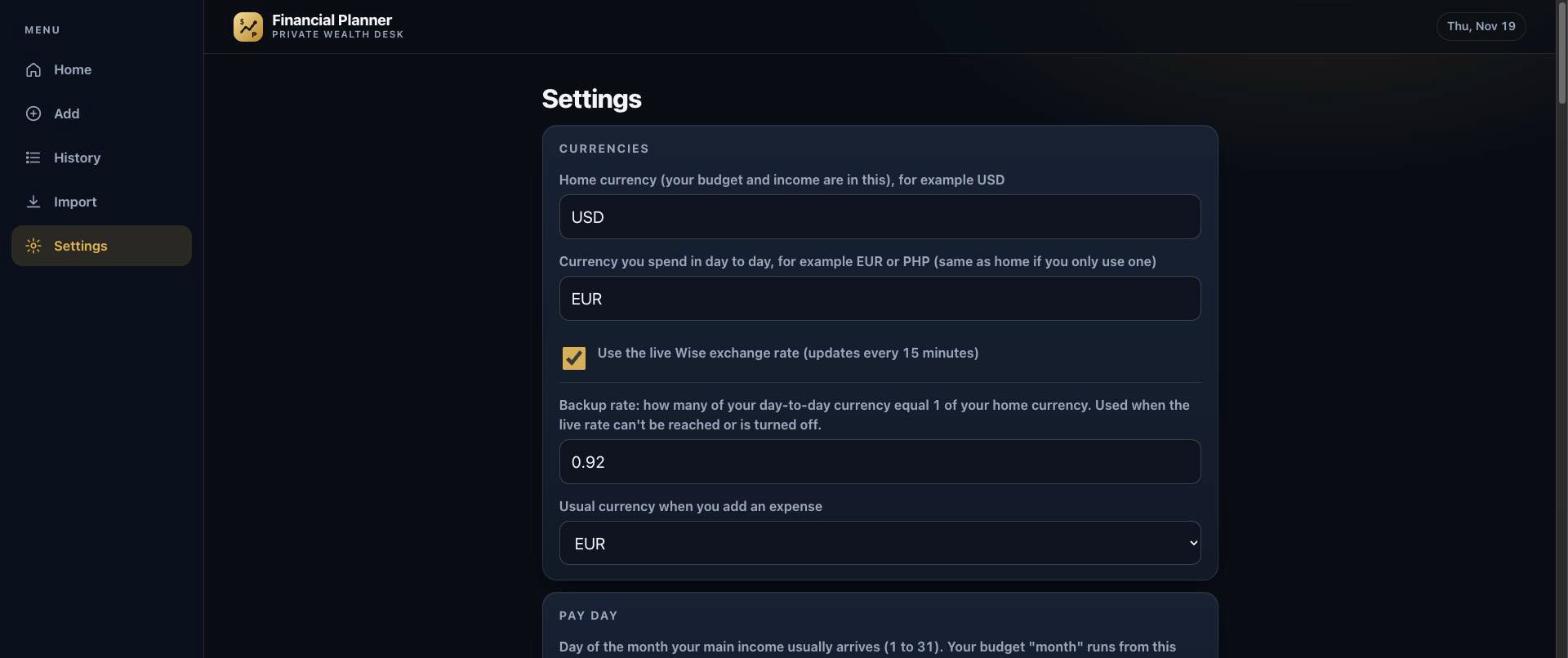 MENU
Home
Add
History
Import
Settings
Financial Planner
PRIVATE WEALTH DESK
Thu, Nov 19
Settings
CURRENCIES
Home currency (your budget and income are in this), for example USD
USD
Currency you spend in day to day, for example EUR or PHP (same as home if you only use one)
EUR
Use the live Wise exchange rate (updates every 15 minutes)
Backup rate: how many of your day-to-day currency equal 1 of your home currency. Used when the
live rate can't be reached or is turned off.
0.92
Usual currency when you add an expense
EUR
PAY DAY
Day of the month your main income usually arrives (1 to 31). Your budget "month" runs from this